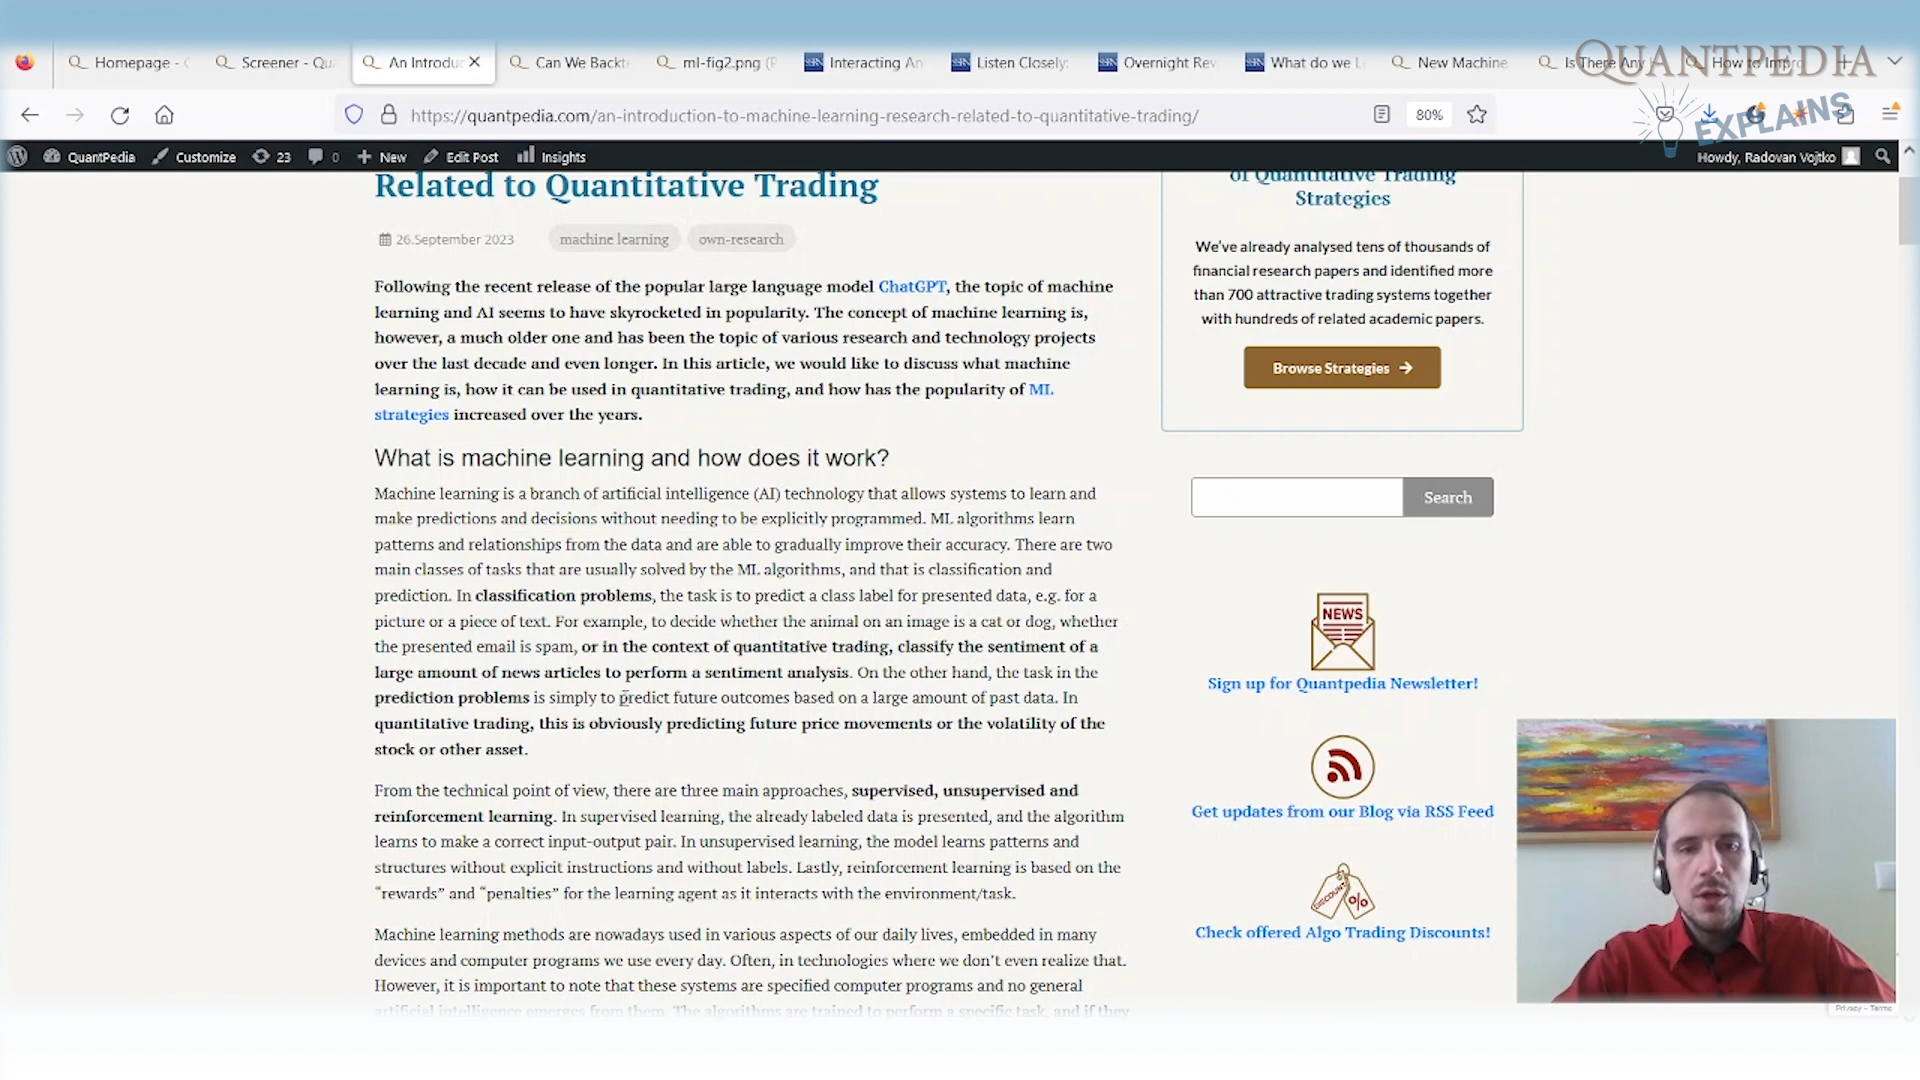 Homepage - Q
Screener - Qu
An Introdu
Can We Backt
ml-fig2.png (P
Interacting An
Listen Closely:
Overnight Rev
What do we L
New Machine
Is There Any
How to Impro
QUANTPEDIA
EXPLAINS
https://quantpedia.com/an-introduction-to-machine-learning-research-related-to-quantitative-trading/
80%
QuantPedia
Customize
23
0
New
Edit Post
Insights
Howdy, Radovan Vojtko
Related to Quantitative Trading
26.September 2023
machine learning
own-research
Following the recent release of the popular large language model ChatGPT, the topic of machine
learning and AI seems to have skyrocketed in popularity. The concept of machine learning is,
however, a much older one and has been the topic of various research and technology projects
over the last decade and even longer. In this article, we would like to discuss what machine
learning is, how it can be used in quantitative trading, and how has the popularity of ML
strategies increased over the years.
What is machine learning and how does it work?
Machine learning is a branch of artificial intelligence (AI) technology that allows systems to learn and
make predictions and decisions without needing to be explicitly programmed. ML algorithms learn
patterns and relationships from the data and are able to gradually improve their accuracy. There are two
main classes of tasks that are usually solved by the ML algorithms, and that is classification and
prediction. In classification problems, the task is to predict a class label for presented data, e.g. for a
picture or a piece of text. For example, to decide whether the animal on an image is a cat or dog, whether
the presented email is spam, or in the context of quantitative trading, classify the sentiment of a
large amount of news articles to perform a sentiment analysis. On the other hand, the task in the
prediction problems is simply to predict future outcomes based on a large amount of past data. In
quantitative trading, this is obviously predicting future price movements or the volatility of the
stock or other asset.
From the technical point of view, there are three main approaches, supervised, unsupervised and
reinforcement learning. In supervised learning, the already labeled data is presented, and the algorithm
learns to make a correct input-output pair. In unsupervised learning, the model learns patterns and
structures without explicit instructions and without labels. Lastly, reinforcement learning is based on the
“rewards” and “penalties” for the learning agent as it interacts with the environment/task.
Machine learning methods are nowadays used in various aspects of our daily lives, embedded in many
devices and computer programs we use every day. Often, in technologies where we don’t even realize that.
However, it is important to note that these systems are specified computer programs and no general
artificial intelligence emerges from them. The algorithms are trained to perform a specific task, and if they
of Quantitative Trading
Strategies
We’ve already analysed tens of thousands of
financial research papers and identified more
than 700 attractive trading systems together
with hundreds of related academic papers.
Browse Strategies
Search
NEWS
Sign up for Quantpedia Newsletter!
Get updates from our Blog via RSS Feed
DISCOUNT
%
Check offered Algo Trading Discounts!
Privacy - Terms